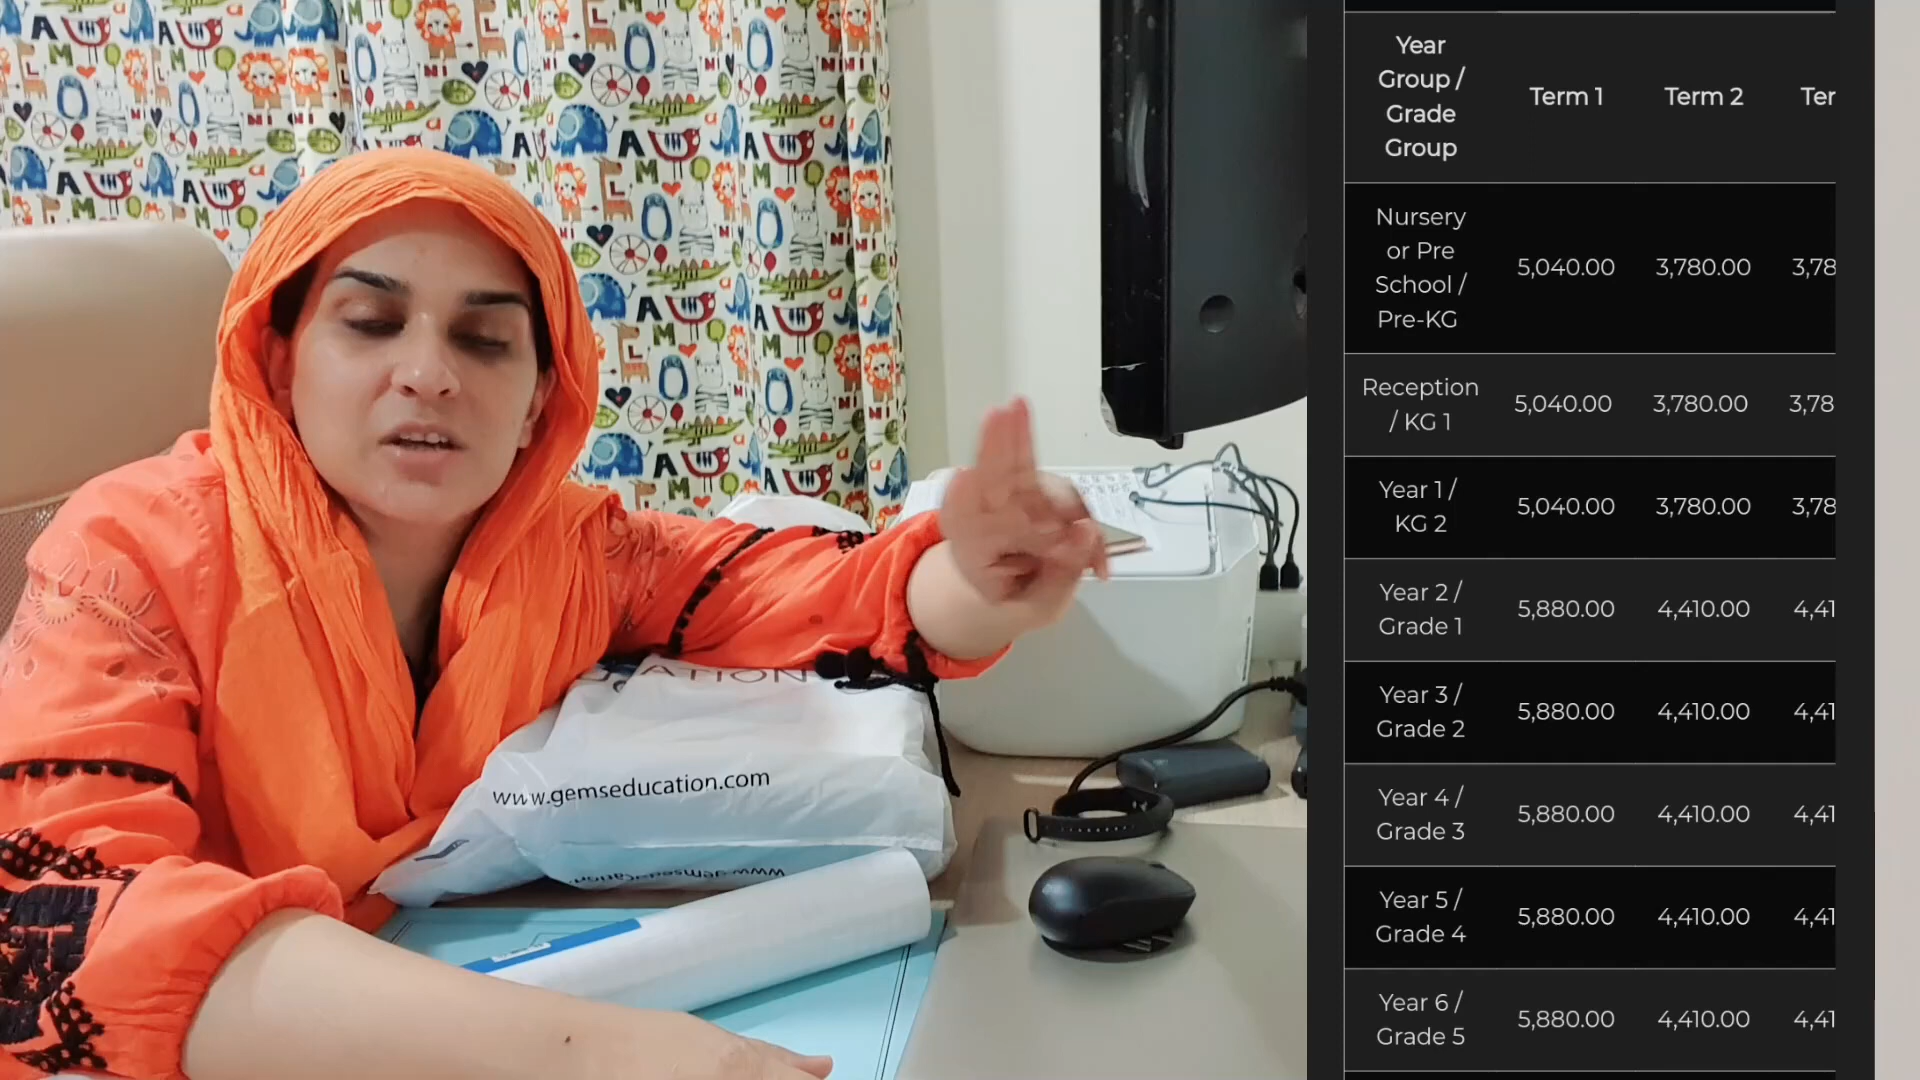 ATION
www.gemseducation.com
www.gemseducation
Year
Group /
Grade
Group
Term 1
Term 2
Ter
Nursery
or Pre
School /
Pre-KG
5,040.00
3,780.00
3,78
Reception
/ KG 1
5,040.00
3,780.00
3,78
Year 1 /
KG 2
5,040.00
3,780.00
3,78
Year 2 /
Grade 1
5,880.00
4,410.00
4,41
Year 3 /
Grade 2
5,880.00
4,410.00
4,41
Year 4 /
Grade 3
5,880.00
4,410.00
4,41
Year 5 /
Grade 4
5,880.00
4,410.00
4,41
Year 6 /
Grade 5
5,880.00
4,410.00
4,41